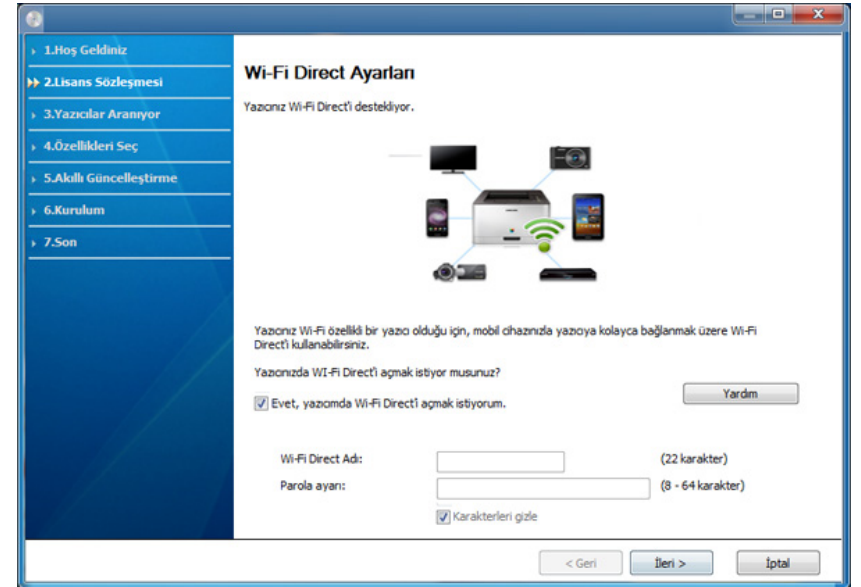 1.Hoş Geldiniz
2.Lisans Sözleşmesi
3.Yazıcılar Aranıyor
4.Özellikleri Seç
5.Akıllı Güncelleştirme
6.Kurulum
7.Son
Wi-Fi Direct Ayarları
Yazıcınız Wi-Fi Direct'i destekliyor.
Yazıcınız Wi-Fi özellikli bir yazıcı olduğu için, mobil cihazınızla yazıcıya kolayca bağlanmak üzere Wi-Fi
Direct'i kullanabilirsiniz.
Yazıcınızda WI-Fi Direct'i açmak istiyor musunuz?
Yardım
Evet, yazıcımda Wi-Fi Direct'i açmak istiyorum.
Wi-Fi Direct Adı: (22 karakter)
Parola ayarı: (8 - 64 karakter)
Karakterleri gizle
< Geri İleri > İptal